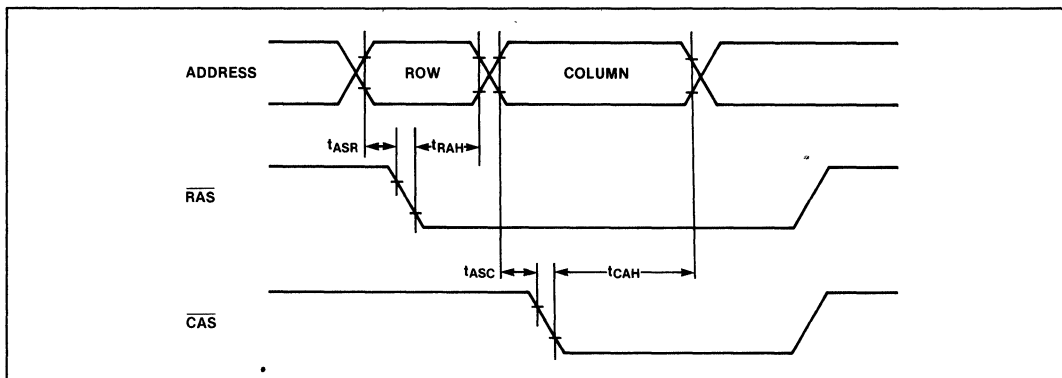 ADDRESS ROW COLUMN
tASR tRAH
RAS
tASC tCAH
CAS